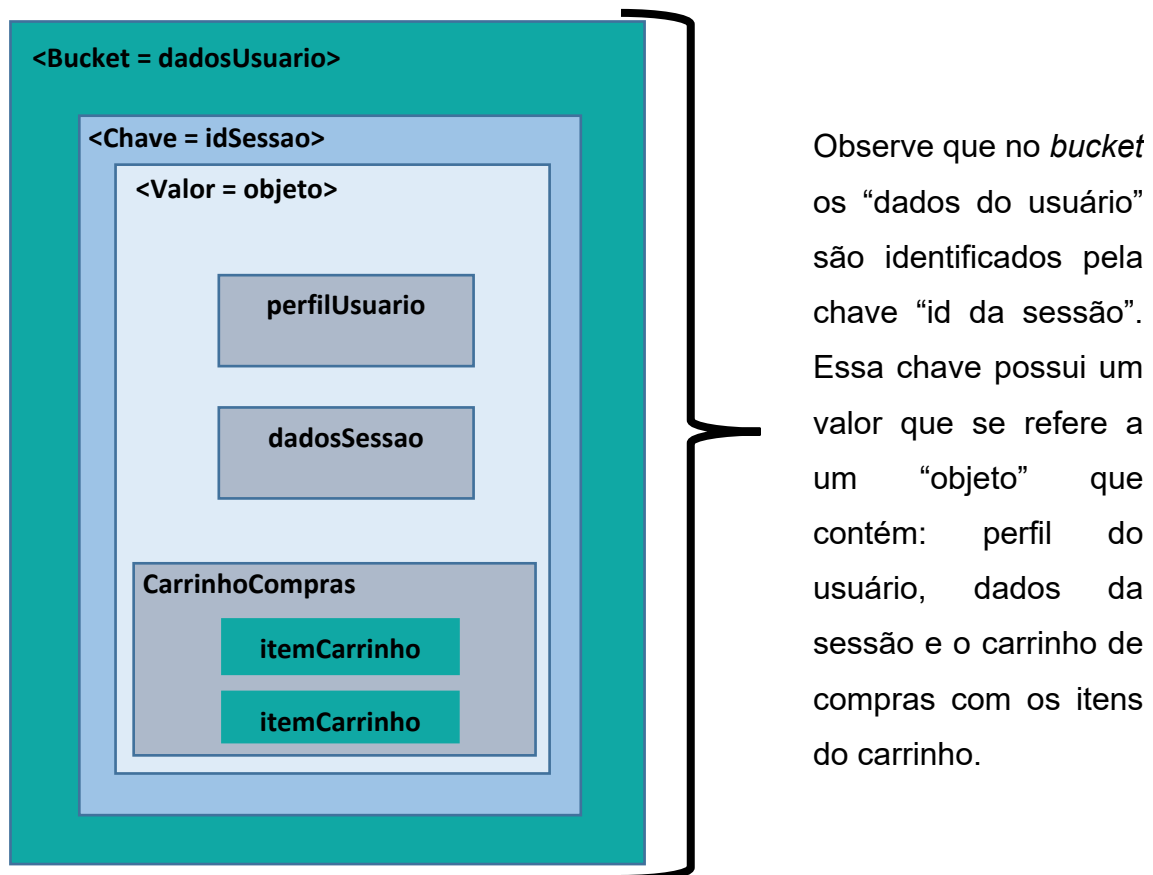 <Bucket = dadosUsuario>
<Chave = idSessao>
<Valor = objeto>
perfilUsuario
dadosSessao
CarrinhoCompras
itemCarrinho
itemCarrinho
Observe que no bucket
os “dados do usuário”
são identificados pela
chave “id da sessão”.
Essa chave possui um
valor que se refere a
um “objeto” que
contém: perfil do
usuário, dados da
sessão e o carrinho de
compras com os itens
do carrinho.